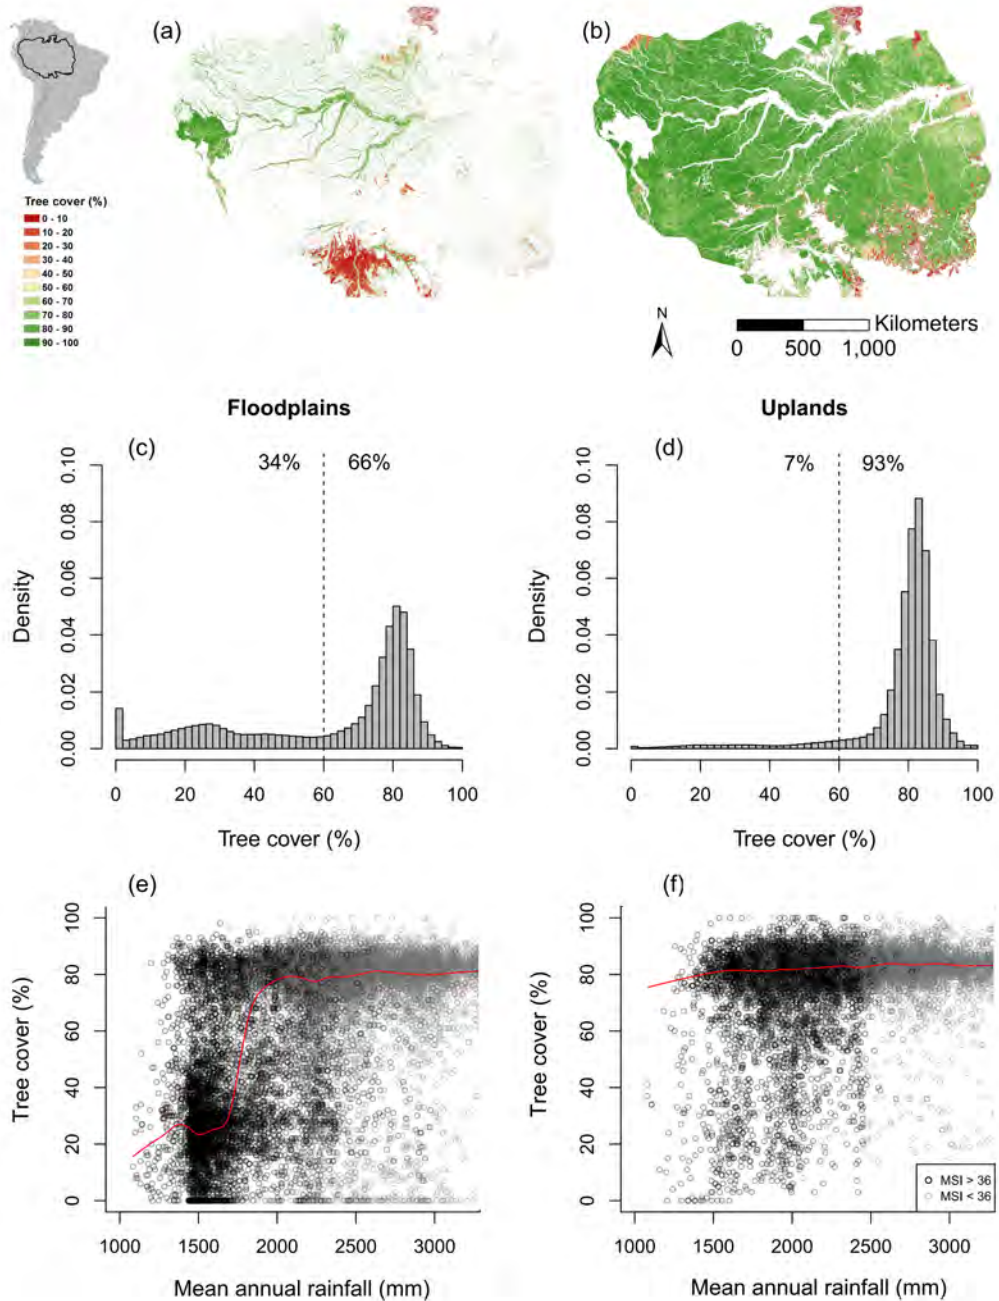 (a)
(b)
Tree cover (%)
0 - 10
10 - 20
20 - 30
30 - 40
40 - 50
50 - 60
60 - 70
70 - 80
80 - 90
90 - 100
N
Kilometers
0 500 1,000
Floodplains
Uplands
(c)
34% 66%
0.10
0.08
0.06
0.04
0.02
0.00
Density
0 20 40 60 80 100
Tree cover (%)
(d)
7% 93%
0.10
0.08
0.06
0.04
0.02
0.00
Density
0 20 40 60 80 100
Tree cover (%)
(e)
100
80
60
40
20
0
Tree cover (%)
1000 1500 2000 2500 3000
Mean annual rainfall (mm)
(f)
100
80
60
40
20
0
Tree cover (%)
MSI > 36
MSI < 36
1000 1500 2000 2500 3000
Mean annual rainfall (mm)